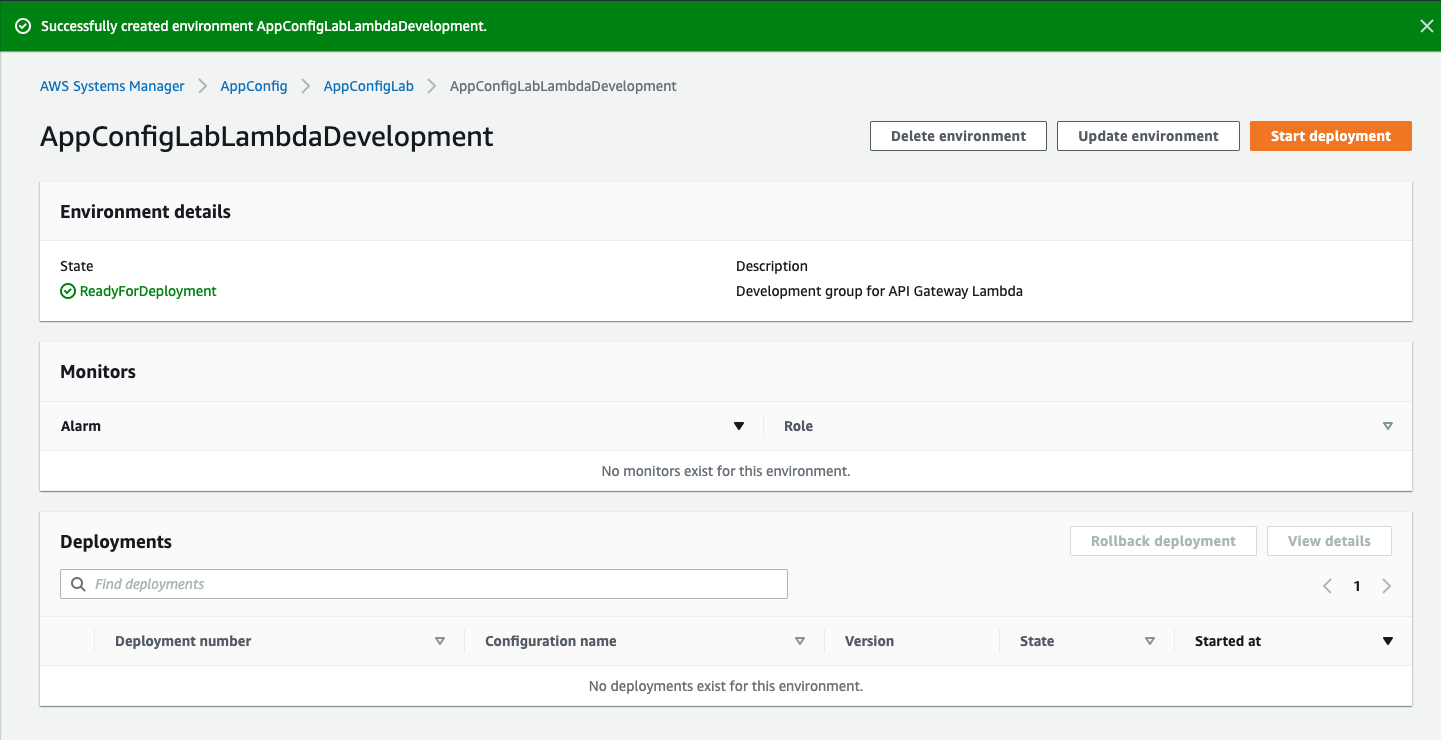 Successfully created environment AppConfigLabLambdaDevelopment.
AWS Systems Manager AppConfig AppConfigLab AppConfigLabLambdaDevelopment
AppConfigLabLambdaDevelopment
Delete environment Update environment Start deployment
Environment details
State Description
ReadyForDeployment Development group for API Gateway Lambda
Monitors
Alarm Role
No monitors exist for this environment.
Deployments
Rollback deployment View details
Find deployments
1
Deployment number Configuration name Version State Started at
No deployments exist for this environment.